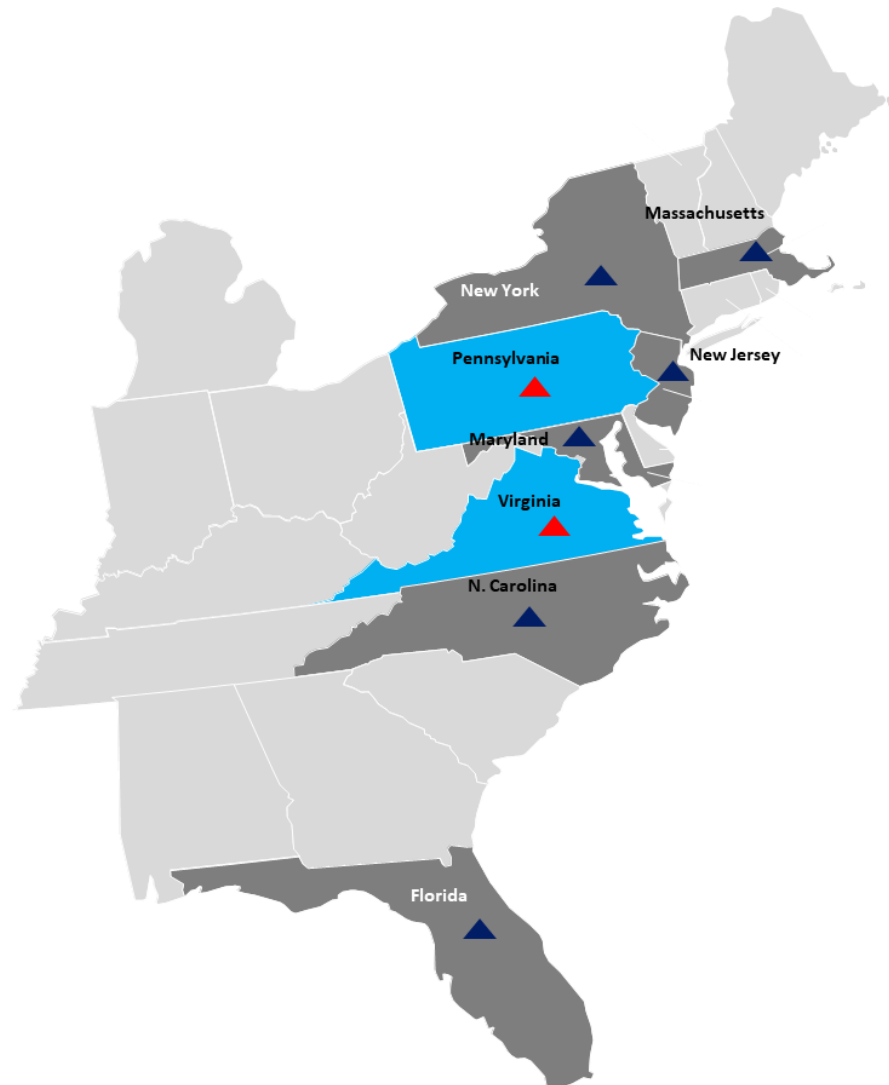 Massachusetts
New York
New Jersey
Pennsylvania
Maryland
Virginia
N. Carolina
Florida